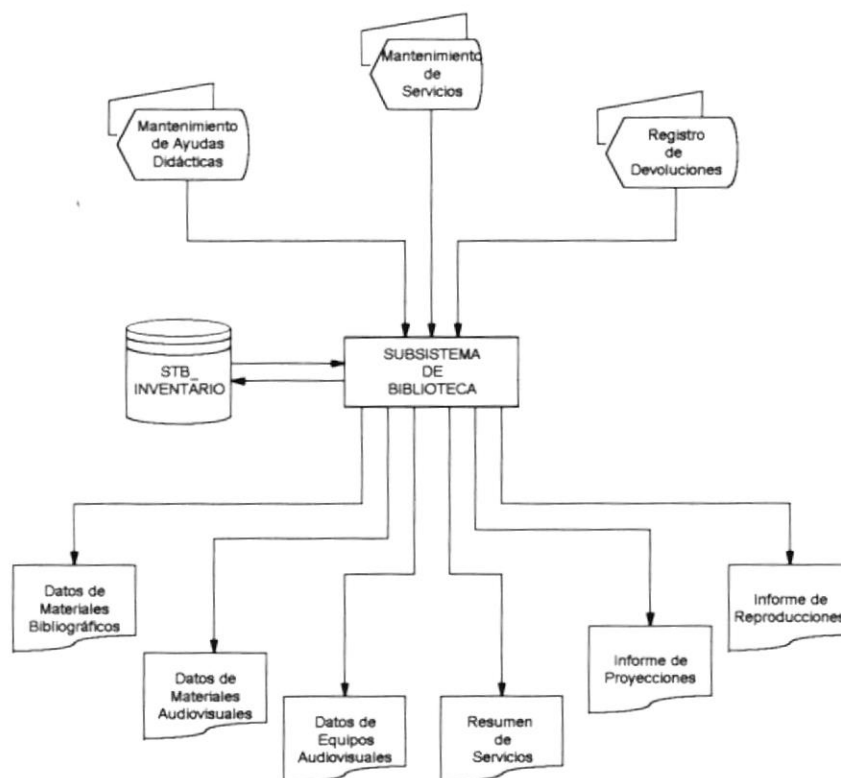 Mantenimiento
de
Servicios
Mantenimiento
de Ayudas
Didácticas
Registro
de
Devoluciones
STB_
INVENTÁRIO
SUBSISTEMA
DE
BIBLIOTECA
Datos de
Materiales
Bibliográficos
Datos de
Materiales
Audiovisuales
Datos de
Equipos
Audiovisuales
Resumen
de
Servicios
Informe de
Proyecciones
Informe de
Reproducciones